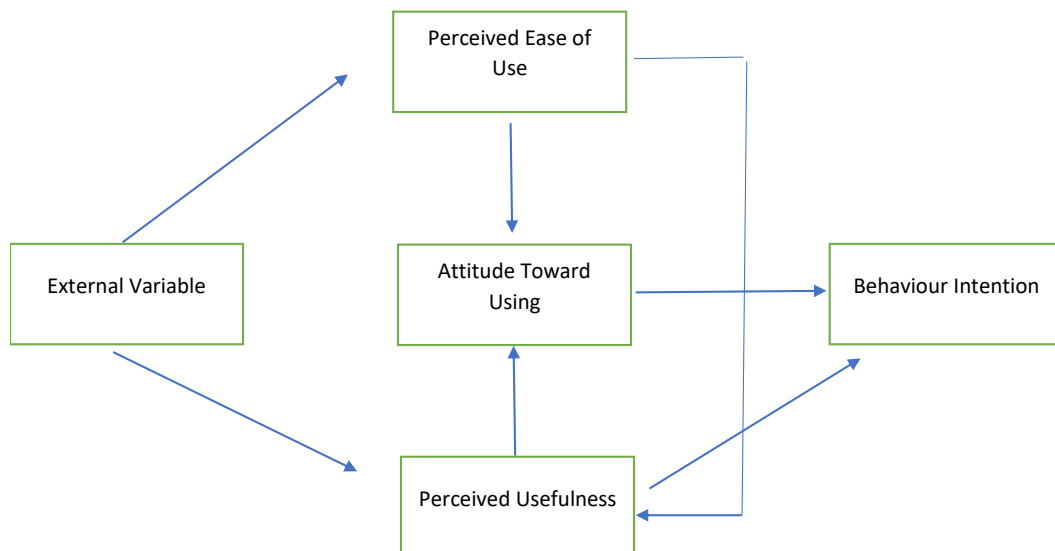 Perceived Ease of
Use
External Variable
Attitude Toward
Using
Behaviour Intention
Perceived Usefulness